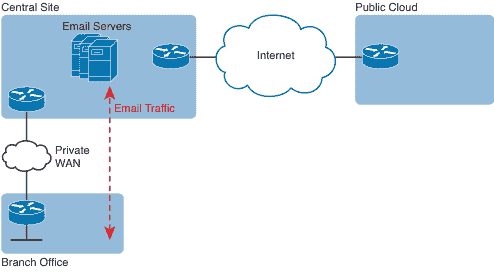 Central Site
Public Cloud
Email Servers
Internet
Email Traffic
Private
WAN
Branch Office